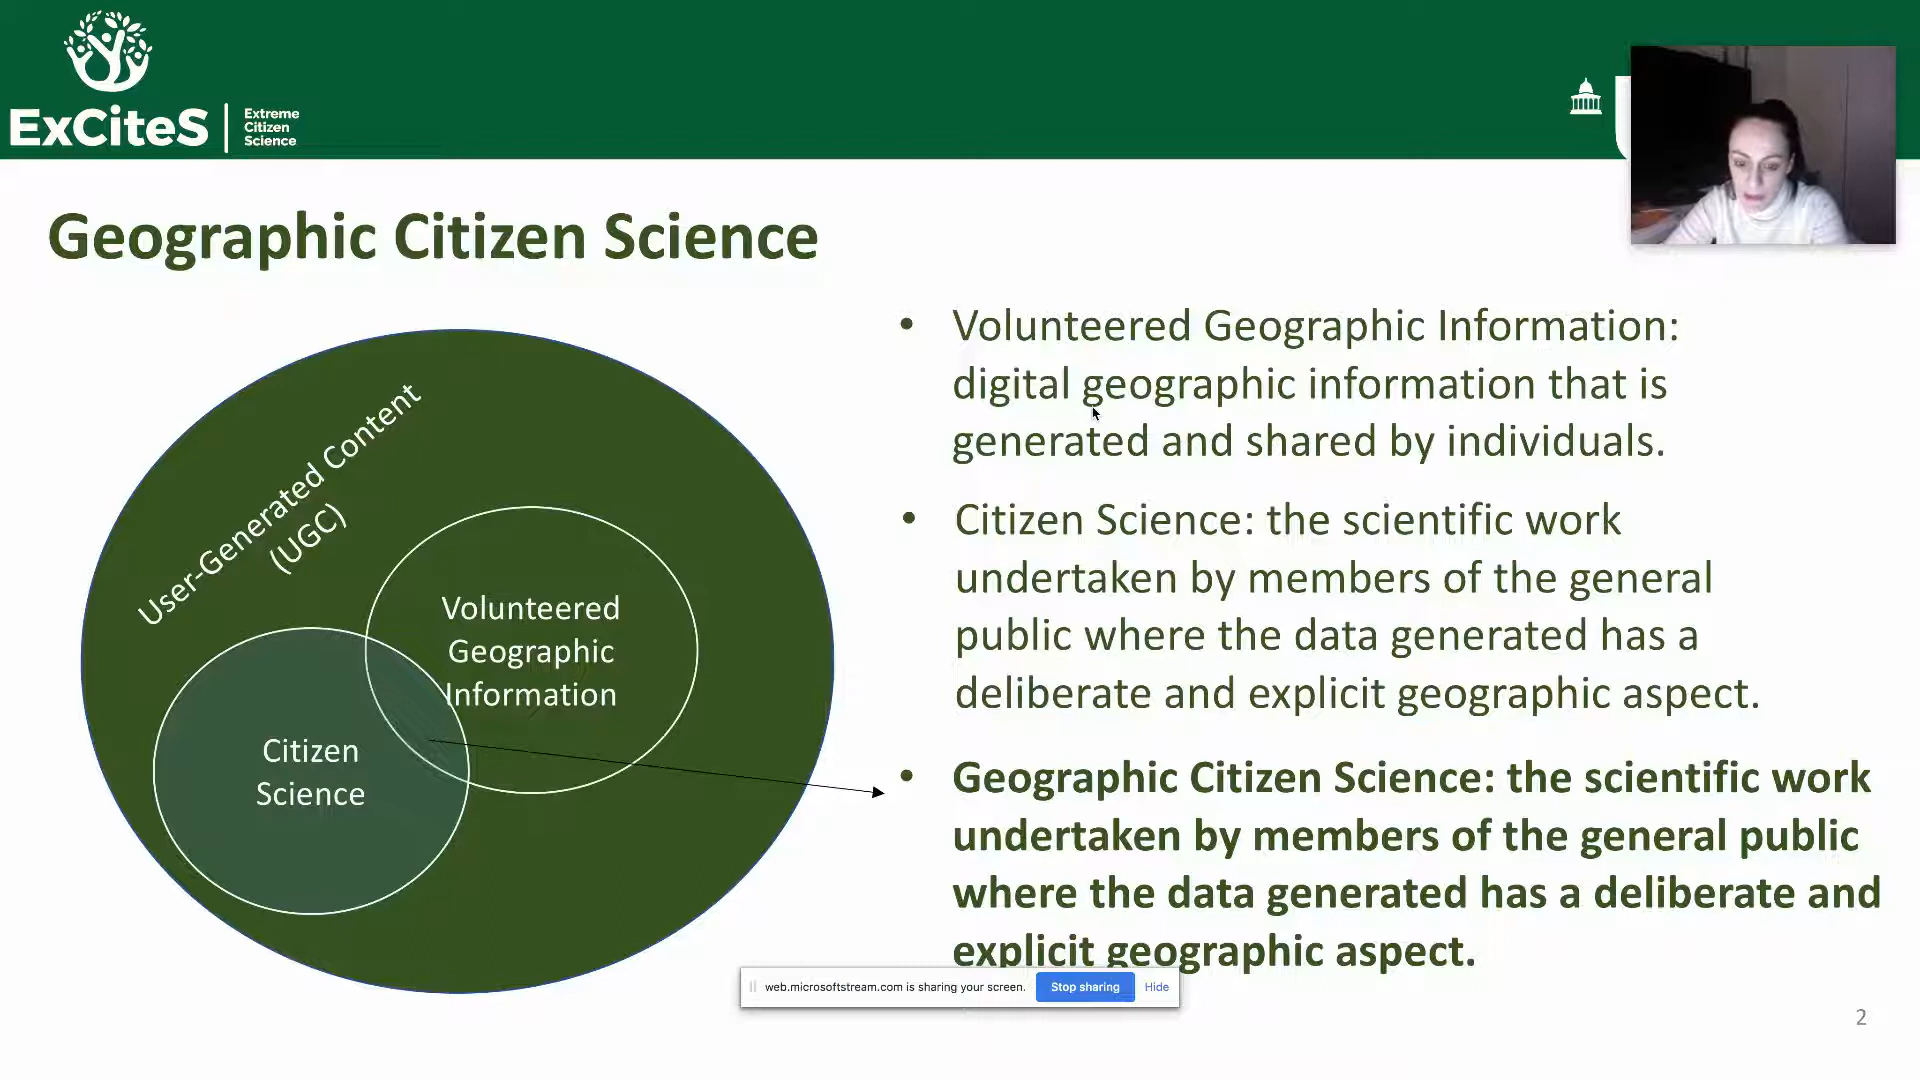 ExCiteS
Extreme
Citizen
Science
Geographic Citizen Science
User-Generated Content
(UGC)
Volunteered
Geographic
Information
Citizen
Science
• Volunteered Geographic Information:
digital geographic information that is
generated and shared by individuals.
• Citizen Science: the scientific work
undertaken by members of the general
public where the data generated has a
deliberate and explicit geographic aspect.
• Geographic Citizen Science: the scientific work
undertaken by members of the general public
where the data generated has a deliberate and
explicit geographic aspect.
web.microsoftstream.com is sharing your screen. Stop sharing Hide
2